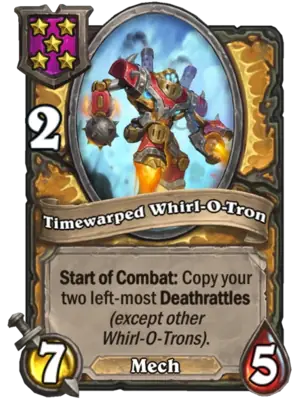 2
Timewarped Whirl-O-Tron
Start of Combat: Copy your
two left-most Deathrattles
(except other
Whirl-O-Trons).
Mech
7
5